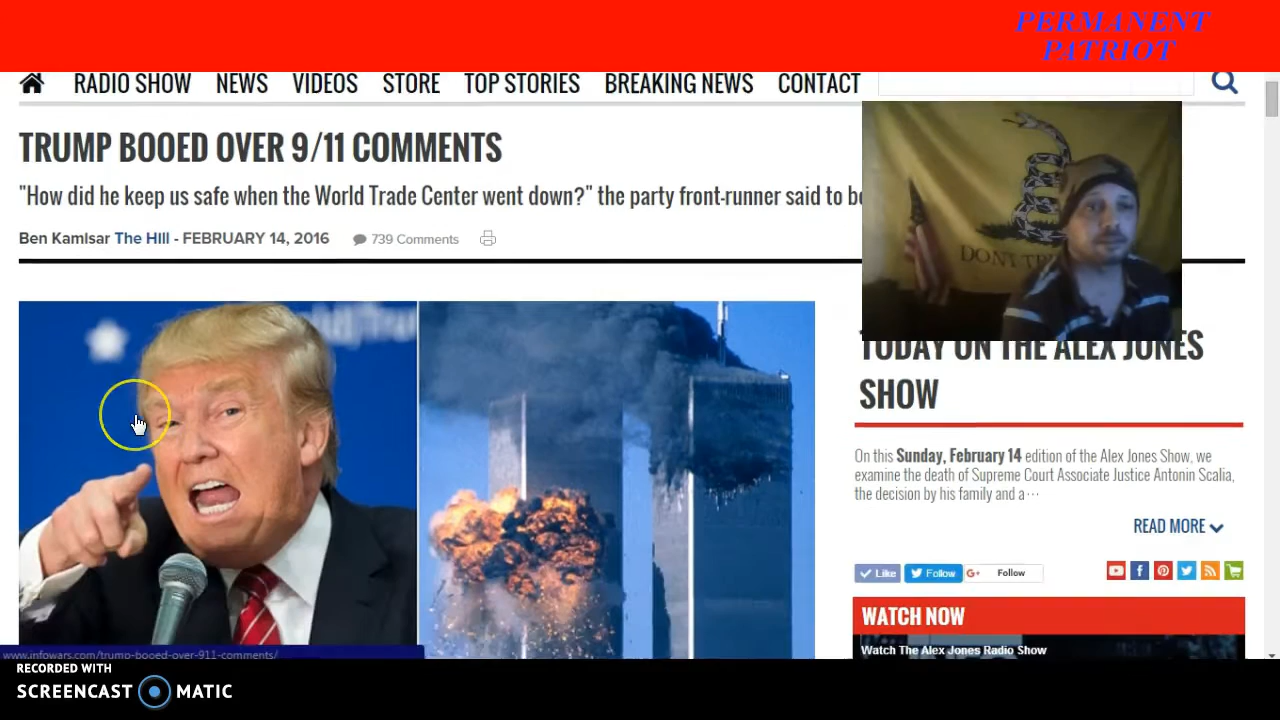 PERMANENT
PATRIOT
RADIO SHOW NEWS VIDEOS STORE TOP STORIES BREAKING NEWS CONTACT
TRUMP BOOED OVER 9/11 COMMENTS
"How did he keep us safe when the World Trade Center went down?" the party front-runner said to
Ben Kamisar The Hill - FEBRUARY 14, 2016 739 Comments
DON'T
TODAY ON THE ALEX JONES
SHOW
On this Sunday, February 14 edition of the Alex Jones Show, we
examine the death of Supreme Court Associate Justice Antonin Scalia,
the decision by his family and a...
READ MORE
Like Follow G+ Follow
WATCH NOW
Watch The Alex Jones Radio Show
www.infowars.com/trump-booed-over-911-comments/
RECORDED WITH
SCREENCAST MATIC